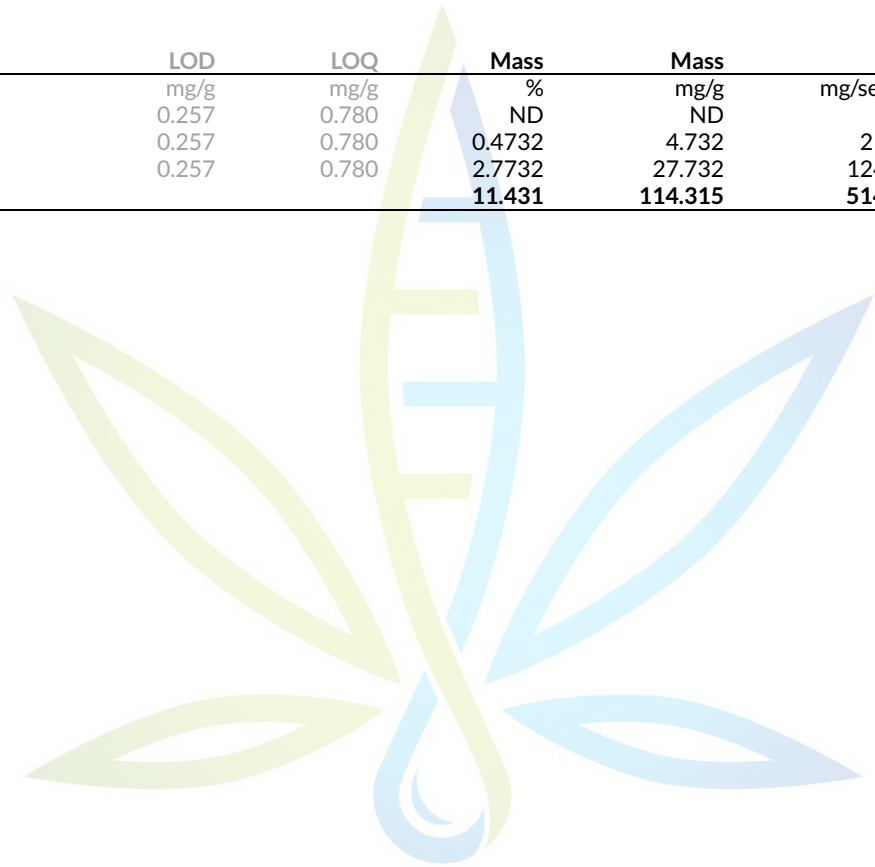 LOD LOQ Mass Mass
mg/g mg/g % mg/g
0.257 0.780 ND ND
0.257 0.780 0.4732 4.732
0.257 0.780 2.7732 27.732
11.431 114.315